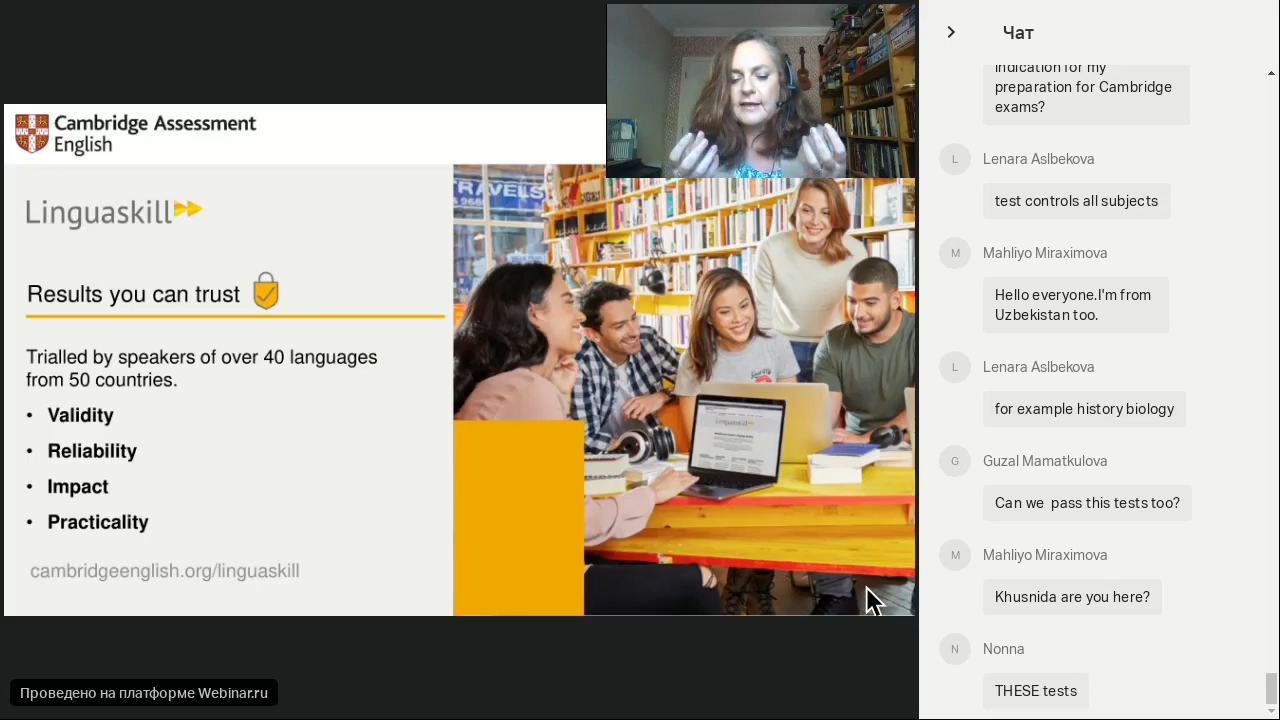 Cambridge Assessment
English
Linguaskill
Results you can trust
Trialled by speakers of over 40 languages
from 50 countries.
• Validity
• Reliability
• Impact
• Practicality
cambridgeenglish.org/linguaskill
TRAVELS
Проведено на платформе Webinar.ru
Чат
indication for my
preparation for Cambridge
exams?
L
Lenara Aslbekova
test controls all subjects
M
Mahliyo Miraximova
Hello everyone.I'm from
Uzbekistan too.
L
Lenara Aslbekova
for example history biology
G
Guzal Mamatkulova
Can we pass this tests too?
M
Mahliyo Miraximova
Khusnida are you here?
N
Nonna
THESE tests